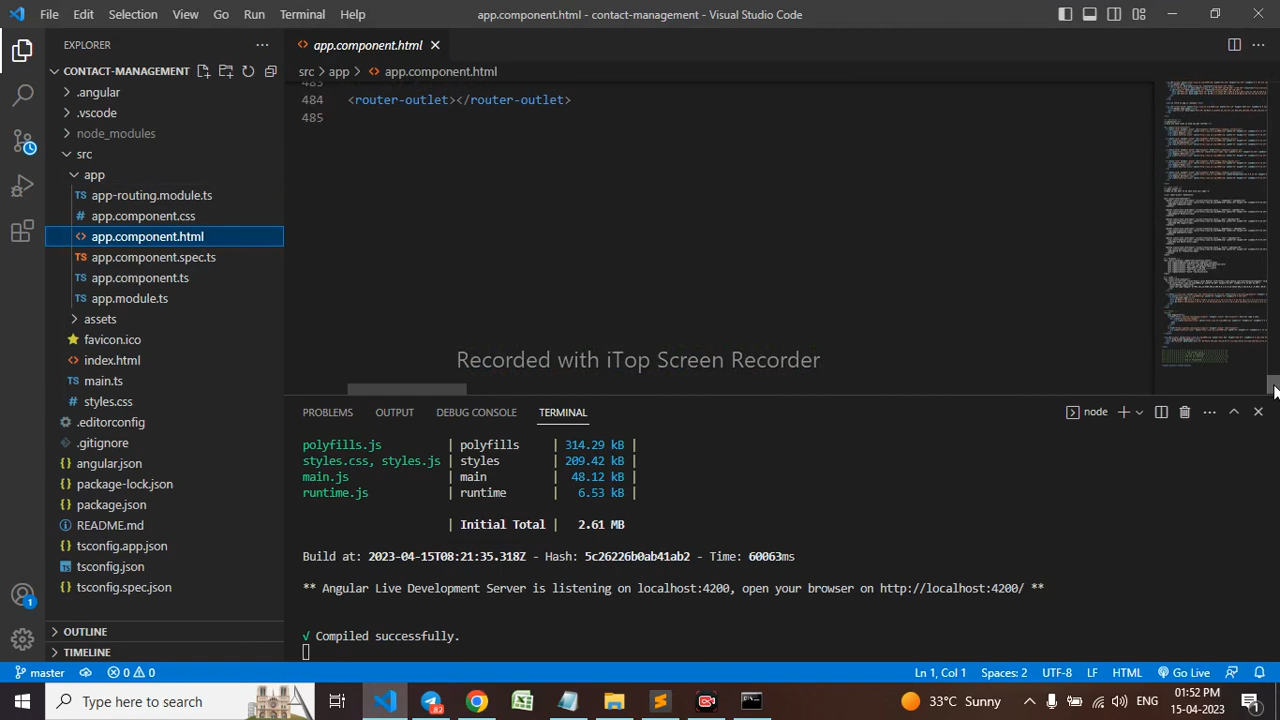 File Edit Selection View Go Run Terminal Help
app.component.html - contact-management - Visual Studio Code
EXPLORER
CONTACT-MANAGEMENT
.angular
.vscode
node_modules
src
app
app-routing.module.ts
app.component.css
app.component.html
app.component.spec.ts
app.component.ts
app.module.ts
assets
favicon.ico
index.html
main.ts
styles.css
.editorconfig
.gitignore
angular.json
package-lock.json
package.json
README.md
tsconfig.app.json
tsconfig.json
tsconfig.spec.json
OUTLINE
TIMELINE
app.component.html
src > app > app.component.html
484 <router-outlet></router-outlet>
485
Recorded with iTop Screen Recorder
PROBLEMS OUTPUT DEBUG CONSOLE TERMINAL
node
polyfills.js | polyfills | 314.29 kB |
styles.css, styles.js | styles | 209.42 kB |
main.js | main | 48.12 kB |
runtime.js | runtime | 6.53 kB |
| Initial Total | 2.61 MB
Build at: 2023-04-15T08:21:35.318Z - Hash: 5c26226b0ab41ab2 - Time: 60063ms
** Angular Live Development Server is listening on localhost:4200, open your browser on http://localhost:4200/ **
√ Compiled successfully.
1
master 0 0
Ln 1, Col 1 Spaces: 2 UTF-8 LF HTML Go Live
Type here to search
82
33°C Sunny
01:52 PM
15-04-2023
1